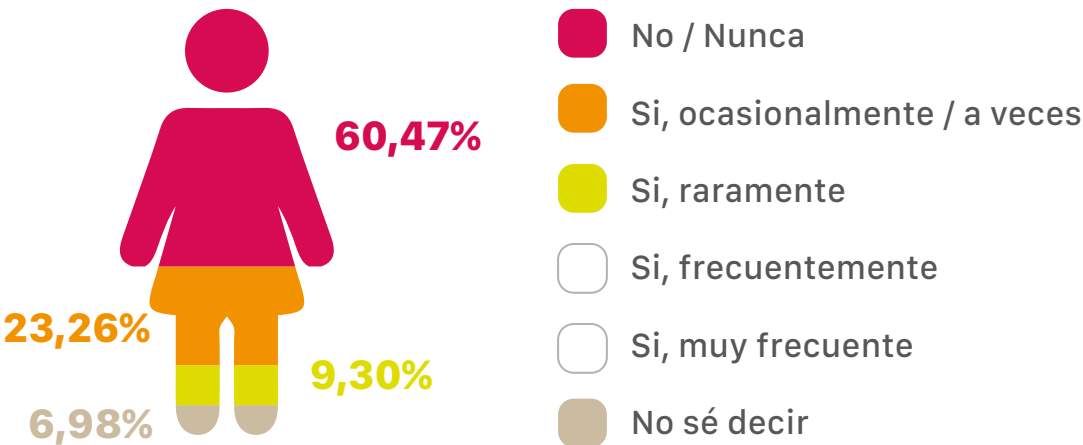 60,47%
23,26%
9,30%
6,98%
No / Nunca
Si, ocasionalmente / a veces
Si, raramente
Si, frecuentemente
Si, muy frecuente
No sé decir